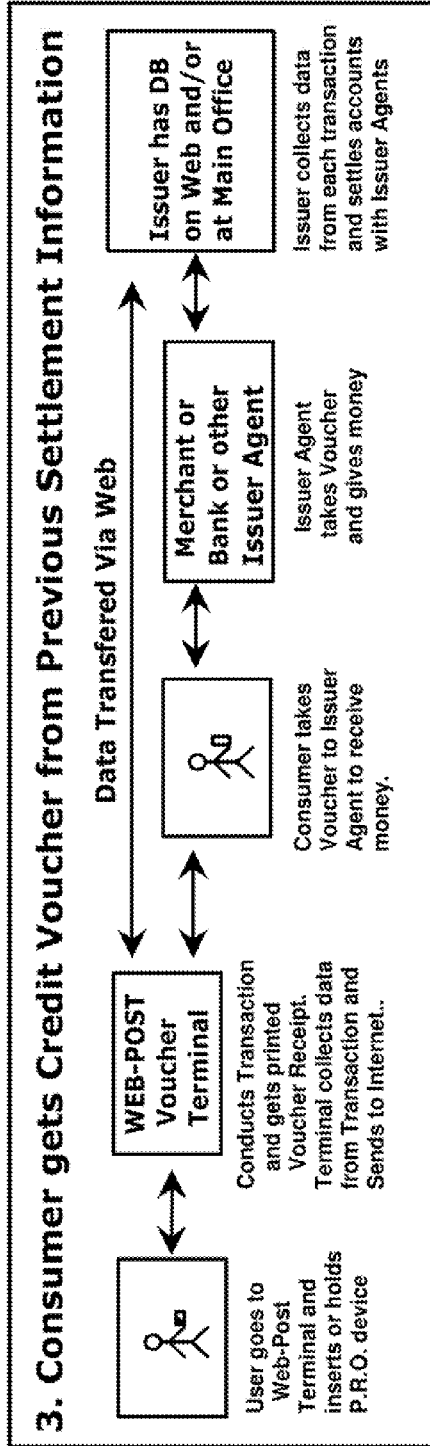 3. Consumer gets Credit Voucher from Previous Settlement Information
Data Transfered Via Web
User goes to
Web-Post
Terminal and
inserts or holds
P.R.O. device
WEB-POST
Voucher
Terminal
Conducts Transaction
and gets printed
Voucher Receipt.
Terminal collects data
from Transaction and
Sends to Internet..
Consumer takes
Voucher to Issuer
Agent to receive
money.
Merchant or
Bank or other
Issuer Agent
Issuer Agent
takes Voucher
and gives money
Issuer has DB
on Web and/or
at Main Office
Issuer collects data
from each transaction
and settles accounts
with Issuer Agents